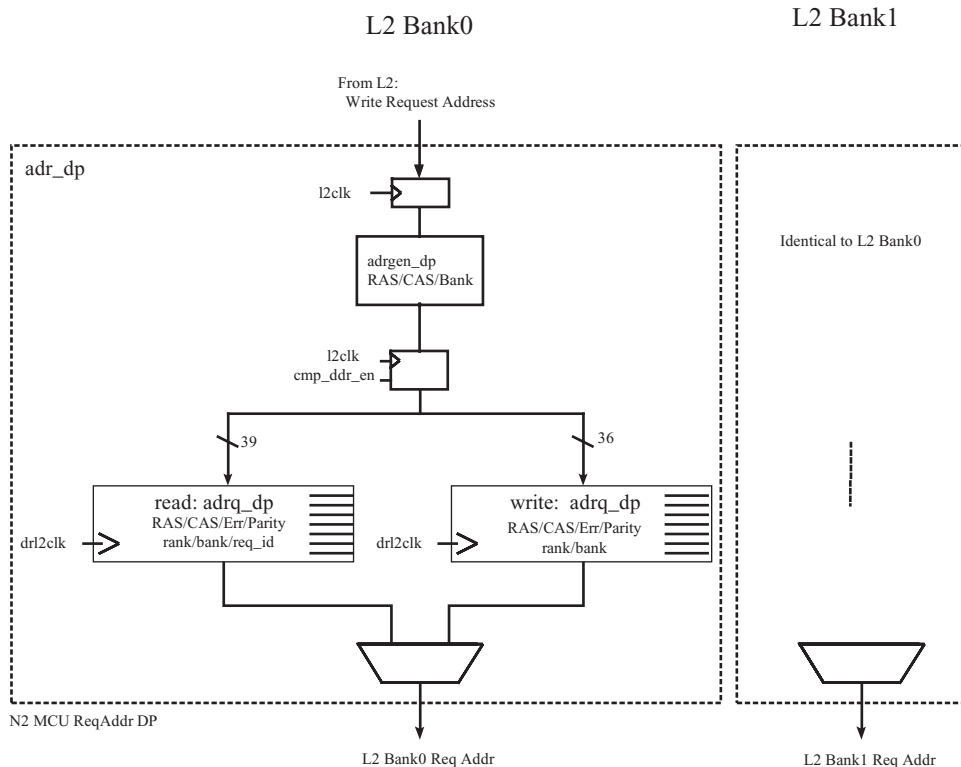 L2 Bank0
L2 Bank1
From L2:
Write Request Address
adr_dp
l2clk
Identical to L2 Bank0
adrgen_dp
RAS/CAS/Bank
l2clk
cmp_ddr_en
39
36
read: adrq_dp
RAS/CAS/Err/Parity
rank/bank/req_id
write: adrq_dp
RAS/CAS/Err/Parity
rank/bank
drl2clk
drl2clk
N2 MCU ReqAddr DP
L2 Bank0 Req Addr
L2 Bank1 Req Addr